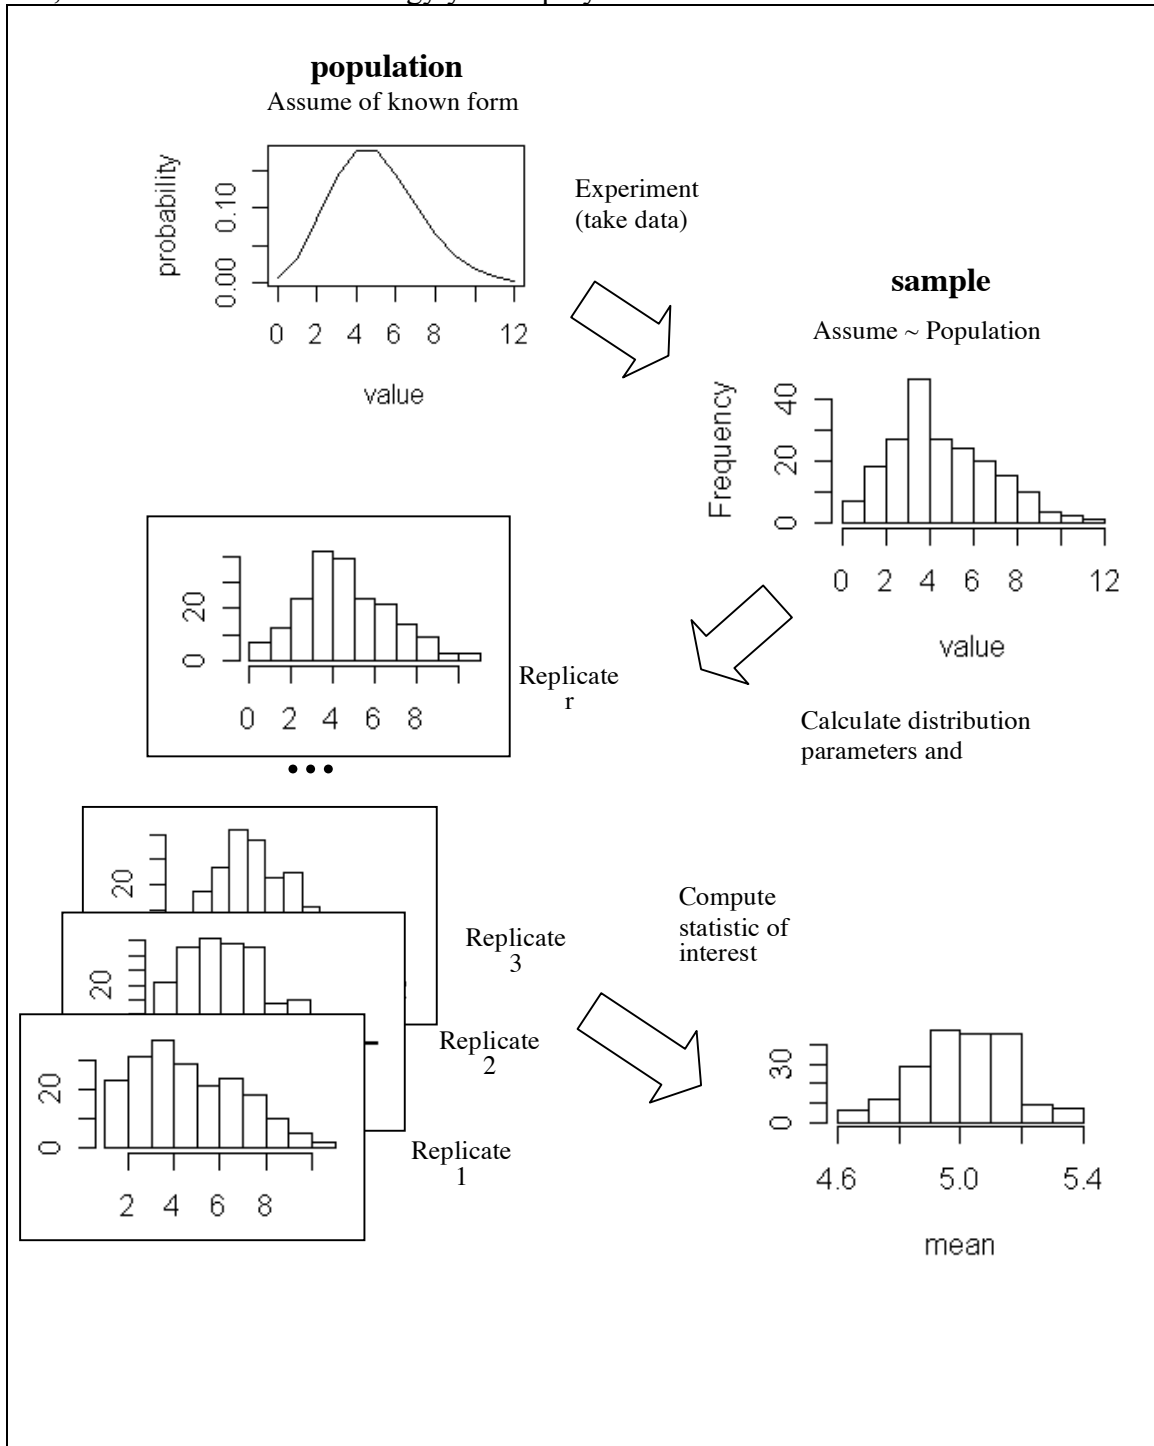 population
Assume of known form
probability
0.00 0.10
0 2 4 6 8 12
value
Experiment
(take data)
sample
Assume ~ Population
Frequency
0 20 40
0 2 4 6 8 12
value
0 20
0 2 4 6 8
Replicate
r
Calculate distribution
parameters and
•••
20
Replicate
3
Compute
statistic of
interest
20
Replicate
2
0 20
2 4 6 8
Replicate
1
0 30
4.6 5.0 5.4
mean